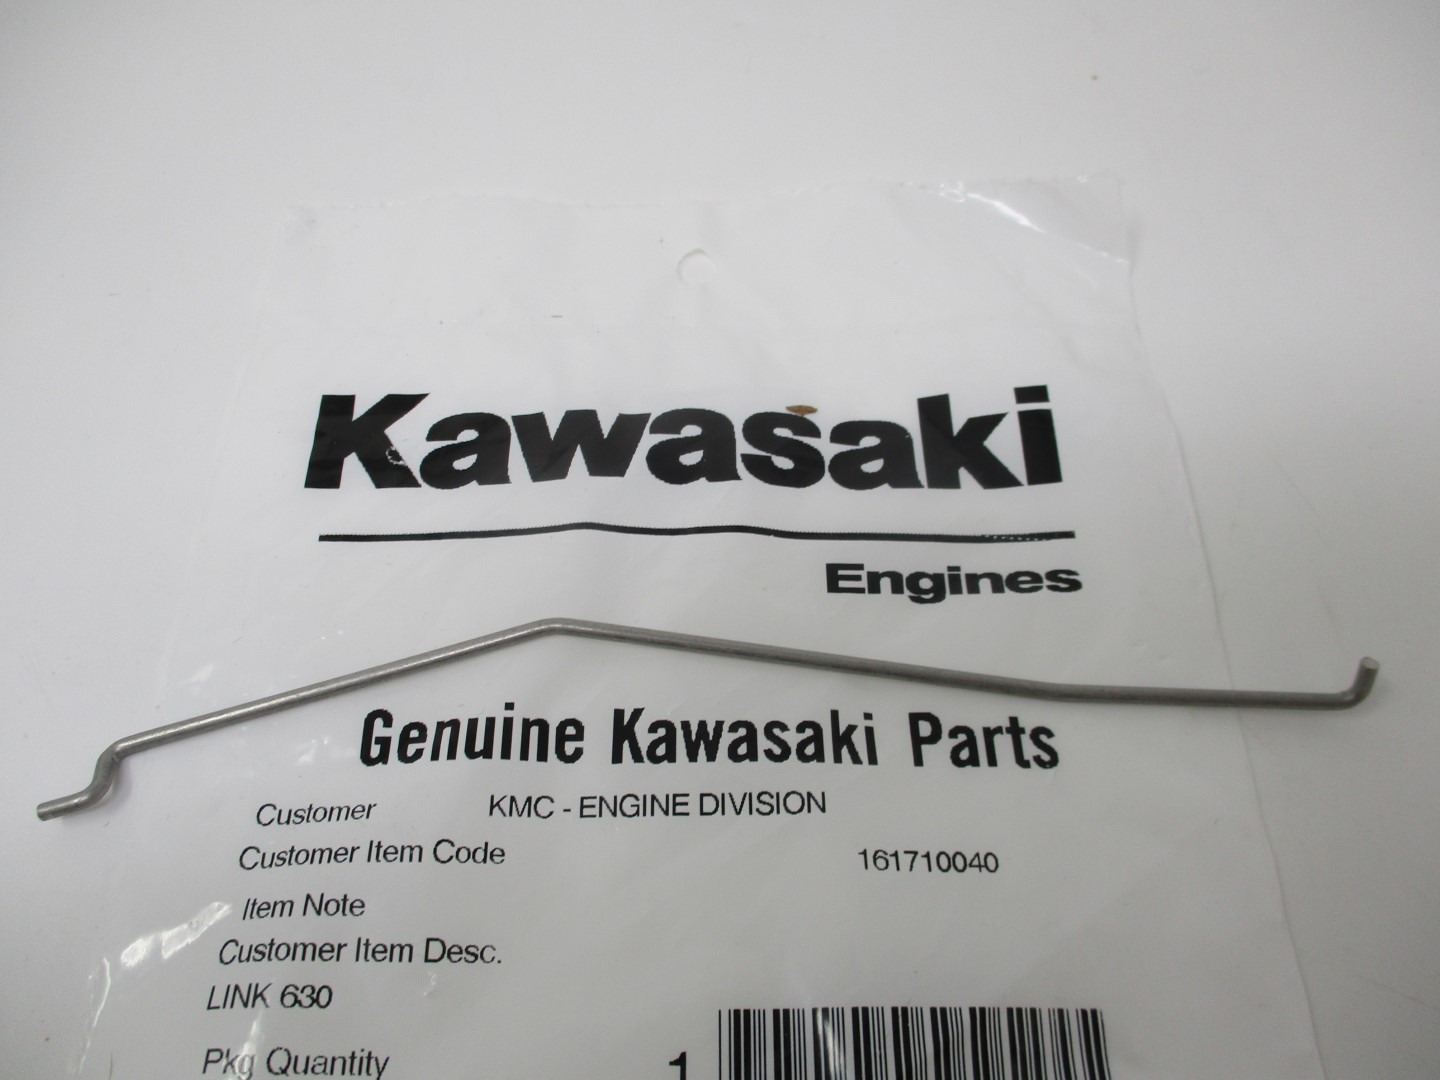 Kawasaki
Engines
Genuine Kawasaki Parts
Customer KMC - ENGINE DIVISION
Customer Item Code 161710040
Item Note
Customer Item Desc.
LINK 630
Pkg Quantity 1